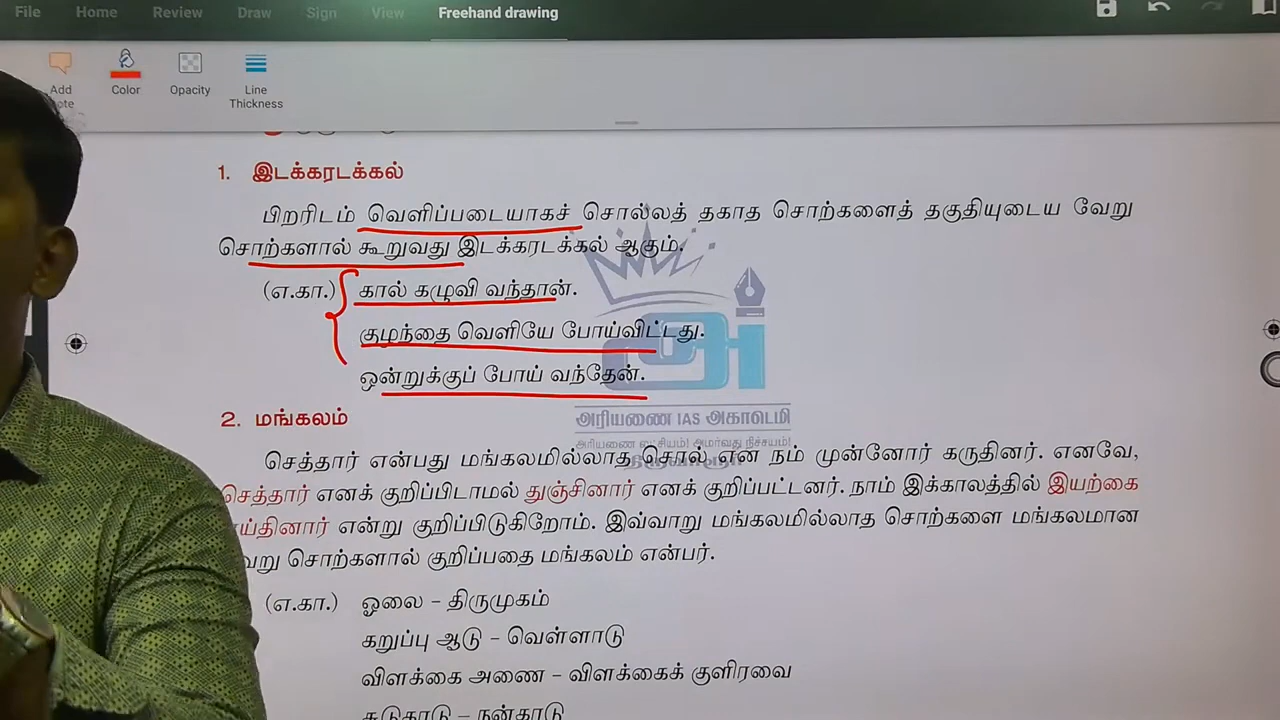 File Home Review Draw Sign View Freehand drawing
Add Color Opacity Line
Thickness
1. இடக்கரடக்கல்
பிறரிடம் வெளிப்படையாகச் சொல்லத் தகாத சொற்களைத் தகுதியுடைய வேறு
சொற்களால் கூறுவது இடக்கரடக்கல் ஆகும்.
(எ.கா.) கால் கழுவி வந்தான்.
குழந்தை வெளியே போய்விட்டது.
ஒன்றுக்குப் போய் வந்தேன்.
அரியணை IAS அகாடெமி
2. மங்கலம்
செத்தார் என்பது மங்கலமில்லாத சொல் என நம் முன்னோர் கருதினர். எனவே,
செத்தார் எனக் குறிப்பிடாமல் துஞ்சினார் எனக் குறிப்பட்டனர். நாம் இக்காலத்தில் இயற்கை
என்று குறிப்பிடுகிறோம். இவ்வாறு மங்கலமில்லாத சொற்களை மங்கலமான
சொற்களால் குறிப்பதை மங்கலம் என்பர்.
(எ.கா.) ஓலை – திருமுகம்
கறுப்பு ஆடு – வெள்ளாடு
விளக்கை அணை – விளக்கைக் குளிரவை
சுடுகாடு – நன்காடு